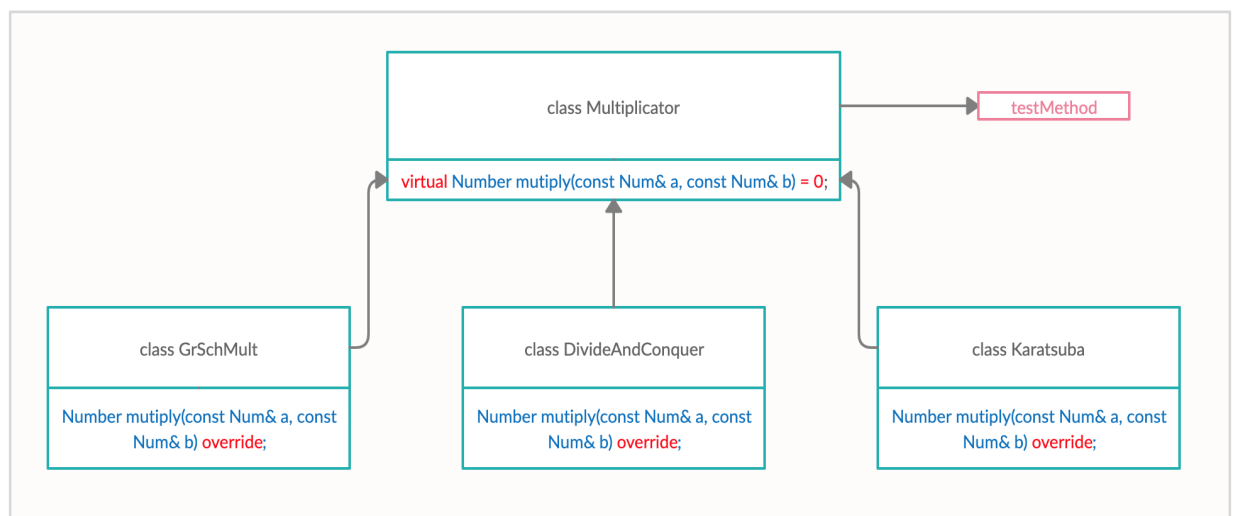 class Multiplicator
testMethod
virtual Number mutiply(const Num& a, const Num& b) = 0;
class GrSchMult
Number mutiply(const Num& a, const
Num& b) override;
class DivideAndConquer
Number mutiply(const Num& a, const
Num& b) override;
class Karatsuba
Number mutiply(const Num& a, const
Num& b) override;